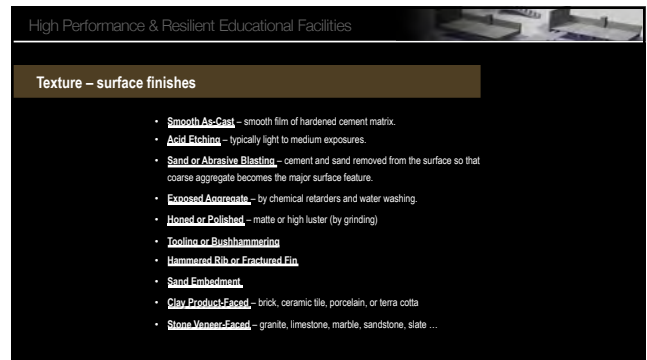 High Performance & Resilient Educational Facilities
Texture – surface finishes
• Smooth As-Cast – smooth film of hardened cement matrix.
• Acid Etching – typically light to medium exposures.
• Sand or Abrasive Blasting – cement and sand removed from the surface so that
coarse aggregate becomes the major surface feature.
• Exposed Aggregate – by chemical retarders and water washing.
• Honed or Polished – matte or high luster (by grinding)
• Tooling or Bushhammering
• Hammered Rib or Fractured Fin
• Sand Embedment
• Clay Product-Faced – brick, ceramic tile, porcelain, or terra cotta
• Stone Veneer-Faced – granite, limestone, marble, sandstone, slate …